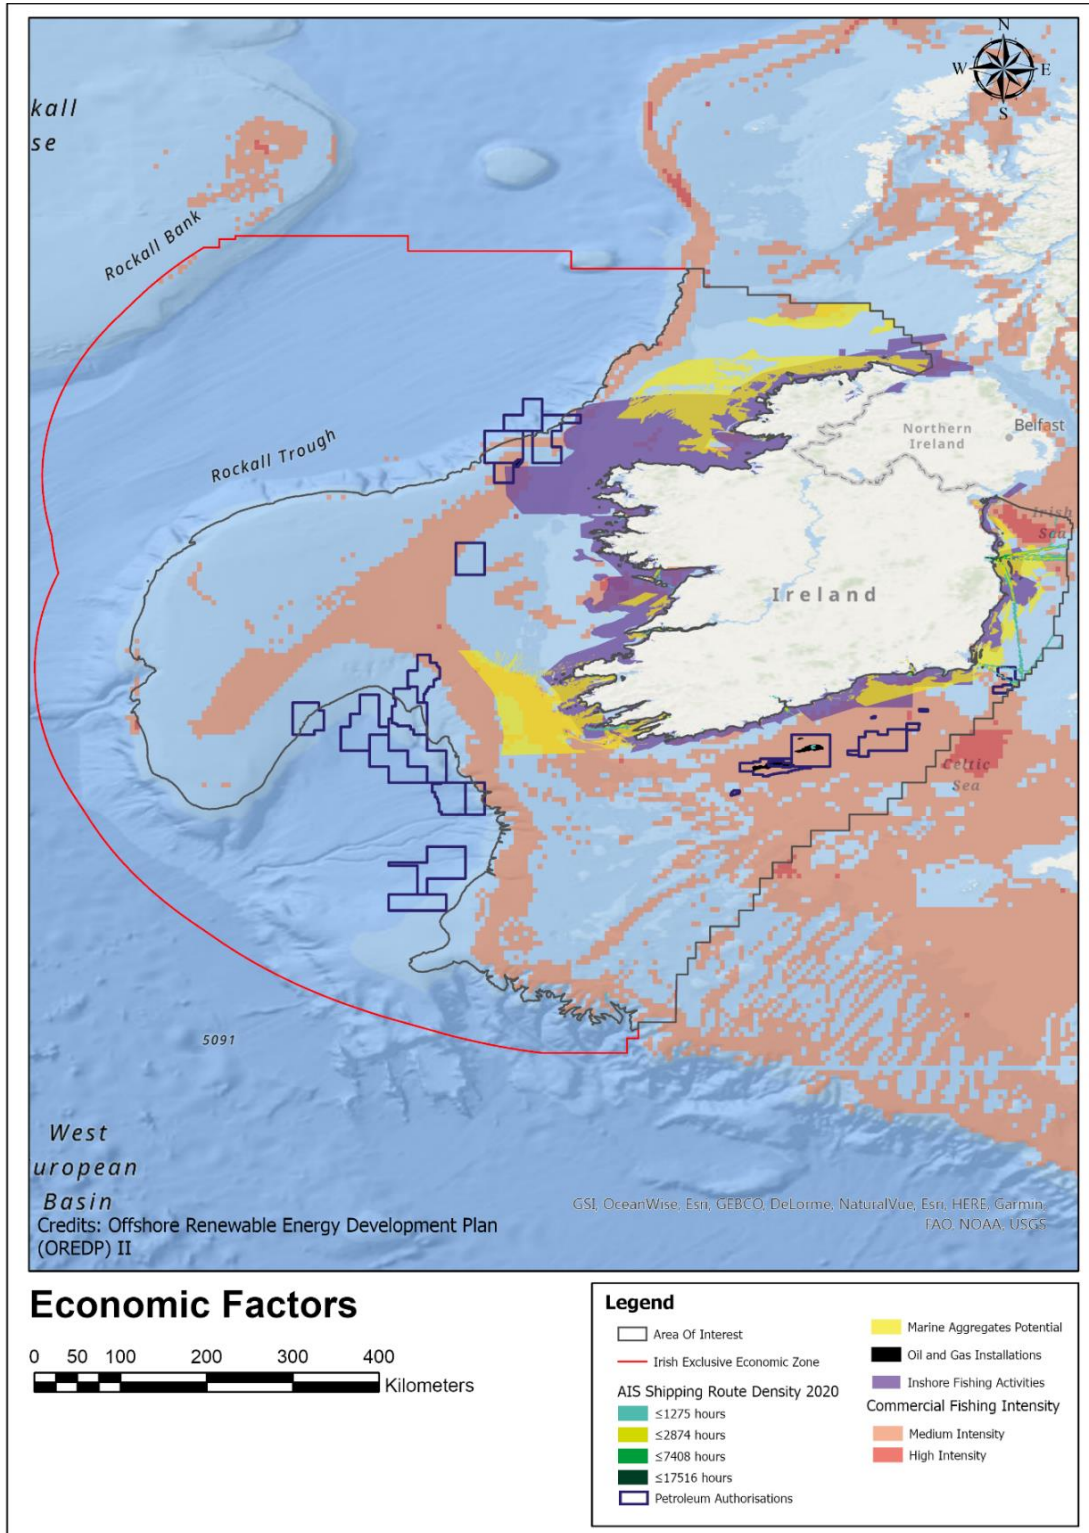 N
W
E
S
kall
se
Rockall Bank
Rockall Trough
Northern
Ireland
Belfast
Irish
Sea
Ireland
Celtic
Sea
5091
West
uropean
Basin
GSI, OceanWise, Esri, GEBCO, DeLorme, NaturalVue, Esri, HERE, Garmin,
FAO, NOAA, USGS
Credits: Offshore Renewable Energy Development Plan
(OREDP) II
Economic Factors
0 50 100 200 300 400
Kilometers
Legend
Area Of Interest
Irish Exclusive Economic Zone
AIS Shipping Route Density 2020
≤1275 hours
≤2874 hours
≤7408 hours
≤17516 hours
Petroleum Authorisations
Marine Aggregates Potential
Oil and Gas Installations
Inshore Fishing Activities
Commercial Fishing Intensity
Medium Intensity
High Intensity